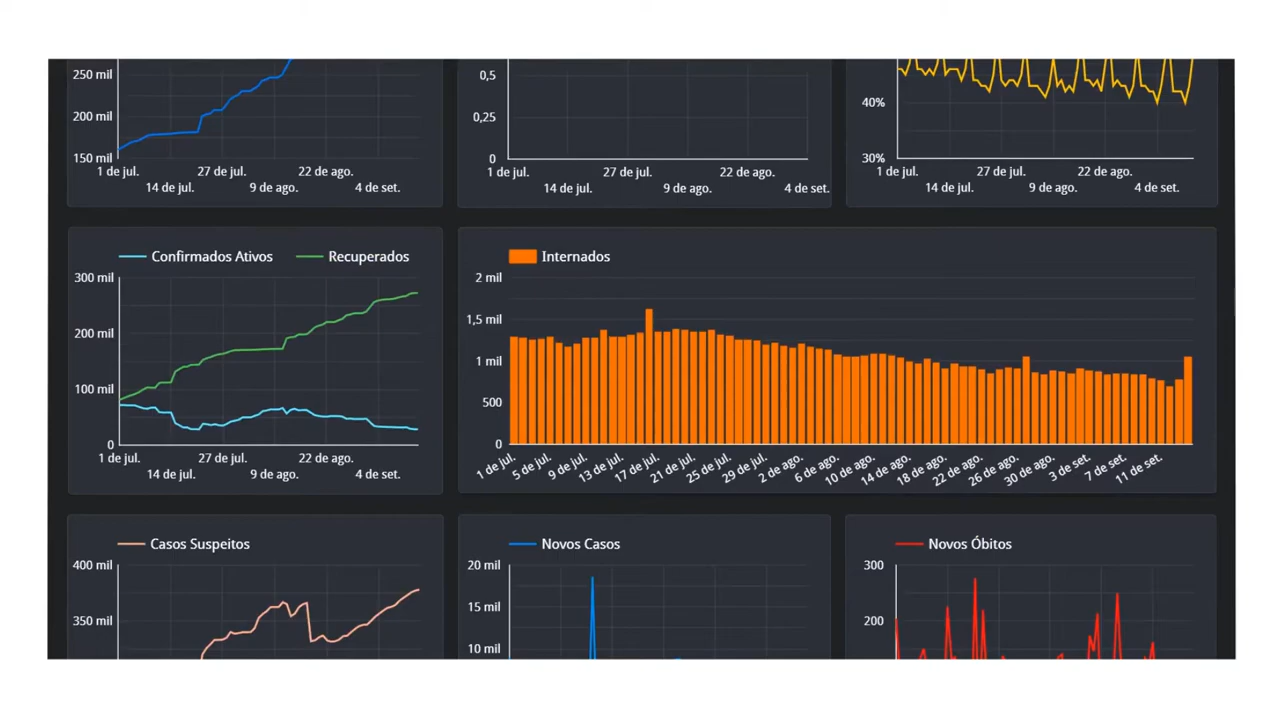 250 mil
200 mil
150 mil
1 de jul.
27 de jul.
22 de ago.
14 de jul.
9 de ago.
4 de set.
0,5
0,25
0
1 de jul.
27 de jul.
22 de ago.
14 de jul.
9 de ago.
4 de set.
40%
30%
1 de jul.
27 de jul.
22 de ago.
14 de jul.
9 de ago.
4 de set.
Confirmados Ativos
Recuperados
300 mil
200 mil
100 mil
0
1 de jul.
27 de jul.
22 de ago.
14 de jul.
9 de ago.
4 de set.
Internados
2 mil
1,5 mil
1 mil
500
0
1 de jul.
5 de jul.
9 de jul.
13 de jul.
17 de jul.
21 de jul.
25 de jul.
29 de jul.
2 de ago.
6 de ago.
10 de ago.
14 de ago.
18 de ago.
22 de ago.
26 de ago.
30 de ago.
3 de set.
7 de set.
11 de set.
Casos Suspeitos
400 mil
350 mil
Novos Casos
20 mil
15 mil
10 mil
Novos Óbitos
300
200